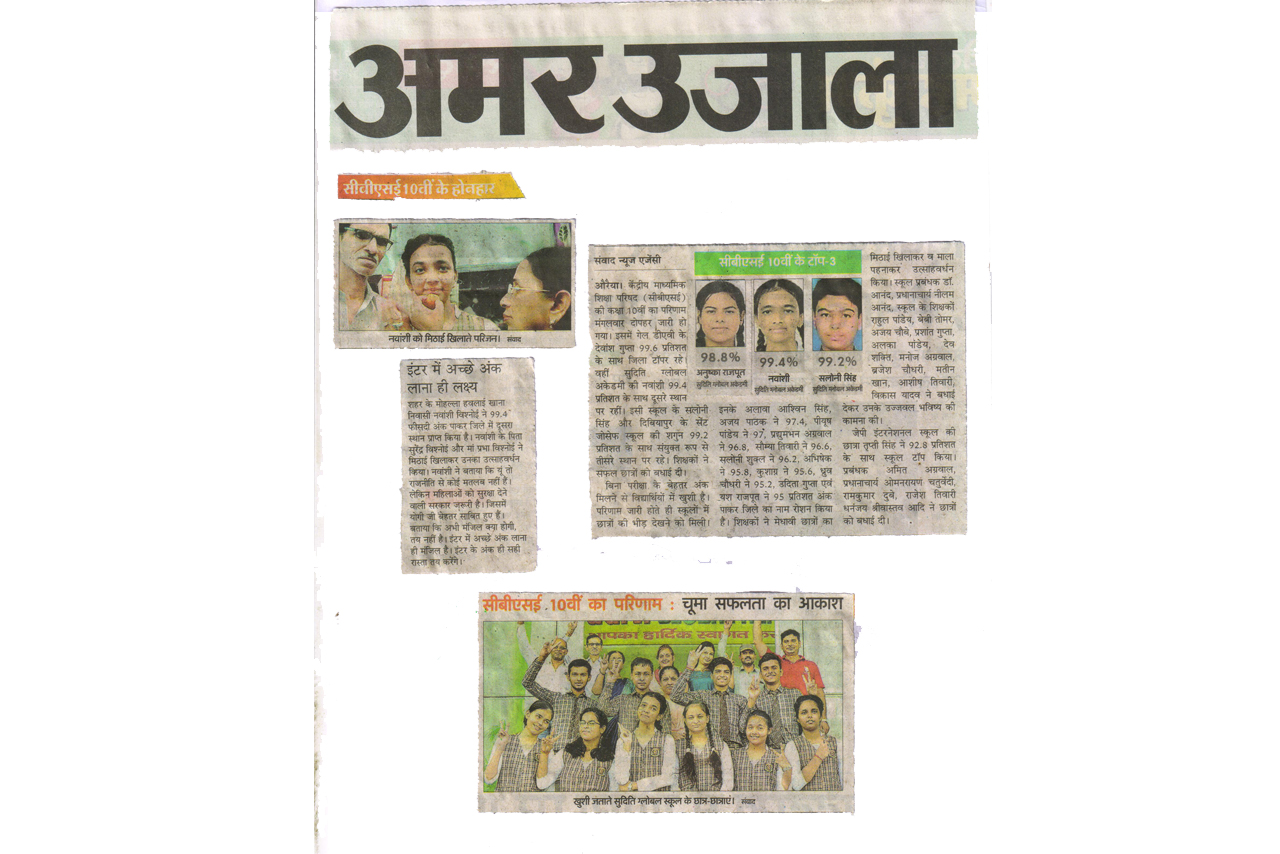 अमर उजाला
सीबीएसई 10वीं के होनहार
नवांशी को मिठाई खिलाते परिजन। संवाद
इंटर में अच्छे अंक
लाना ही लक्ष्य
शहर के मोहल्ला हवलाई खाना
निवासी नवांशी विश्नोई ने 99.4
फीसदी अंक पाकर जिले में दूसरा
स्थान प्राप्त किया है। नवांशी के पिता
सुरेंद्र विश्नोई और मां प्रभा विश्नोई ने
मिठाई खिलाकर उनका उत्साहवर्धन
किया। नवांशी ने बताया कि यूं तो
राजनीति से कोई मतलब नहीं है।
लेकिन महिलाओं को सुरक्षा देने
वाली सरकार जरूरी है। जिसमें
योगी जी बेहतर साबित हुए हैं।
बताया कि अभी मंजिल क्या होगी,
तय नहीं है। इंटर में अच्छे अंक लाना
ही मंजिल है। इंटर के अंक ही सही
रास्ता तय करेंगे।
संवाद न्यूज एजेंसी
औरैया। केंद्रीय माध्यमिक
शिक्षा परिषद (सीबीएसई)
की कक्षा 10वीं का परिणाम
मंगलवार दोपहर जारी हो
गया। इसमें गेल डीएवी के
देवांश गुप्ता 99.6 प्रतिशत
के साथ जिला टॉपर रहे।
वहीं सुदिति ग्लोबल
अकेडमी की नवांशी 99.4
प्रतिशत के साथ दूसरे स्थान
पर रहीं। इसी स्कूल के सलोनी
सिंह और दिबियापुर के सेंट
जोसेफ स्कूल की शगुन 99.2
प्रतिशत के साथ संयुक्त रूप से
तीसरे स्थान पर रहे। शिक्षकों ने
सफल छात्रों को बधाई दी।
बिना परीक्षा के बेहतर अंक
मिलने से विद्यार्थियों में खुशी है।
परिणाम जारी होते ही स्कूलों में
छात्रों की भीड़ देखने को मिली।
सीबीएसई 10वीं के टॉप-3
98.8%
अनुष्का राजपूत
सुदिति ग्लोबल अकेदमी
99.4%
नवांशी
सुदिति ग्लोबल अकेदमी
99.2%
सलोनी सिंह
सुदिति ग्लोबल अकेदमी
इनके अलावा आश्विन सिंह,
अजय पाठक ने 97.4, पीयूष
पांडेय ने 97, प्रद्युमभन अग्रवाल
ने 96.8, सौम्या तिवारी ने 96.6,
सलोनी शुक्ल ने 96.2, अभिषेक
ने 95.8, कुशाग्र ने 95.6, ध्रुव
चौधरी ने 95.2, उदिता गुप्ता एवं
यश राजपूत ने 95 प्रतिशत अंक
पाकर जिले का नाम रोशन किया
है। शिक्षकों ने मेधावी छात्रों का
मिठाई खिलाकर व माला
पहनाकर उत्साहवर्धन
किया। स्कूल प्रबंधक डॉ.
आनंद, प्रधानाचार्य नीलम
आनंद, स्कूल के शिक्षकों
राहुल पांडेय, बेबी तोमर,
अजय चौबे, प्रशांत गुप्ता,
अलका पांडेय, देव
शक्ति, मनोज अग्रवाल,
ब्रजेश चौधरी, मतीन
खान, आशीष तिवारी,
विकास यादव ने बधाई
देकर उनके उज्जवल भविष्य की
कामना की।
जेपी इंटरनेशनल स्कूल की
छात्रा तृप्ती सिंह ने 92.8 प्रतिशत
के साथ स्कूल टॉप किया।
प्रबंधक अमित अग्रवाल,
प्रधानाचार्य ओमनरायण चतुर्वेदी,
रामकुमार दुबे, राजेश तिवारी
धनंजय श्रीवास्तव आदि ने छात्रों
को बधाई दी।
सीबीएसई 10वीं का परिणाम : चूमा सफलता का आकाश
आपका हार्दिक स्वागत
खुशी जताते सुदिति ग्लोबल स्कूल के छात्र-छात्राएं। संवाद